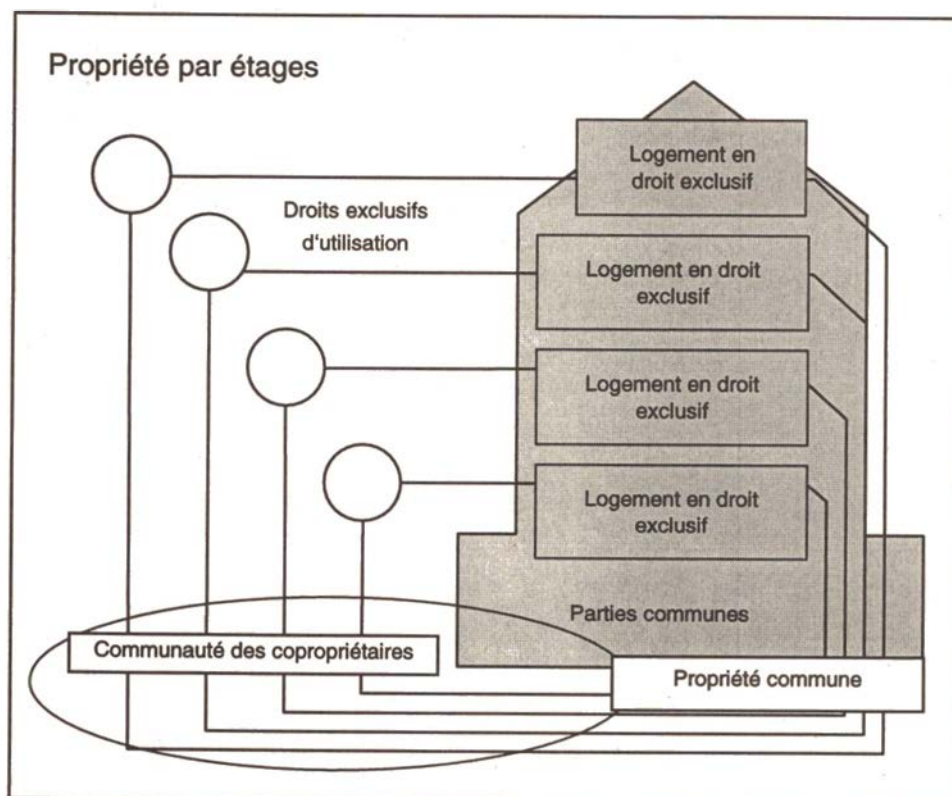 Propriété par étages
Logement en
droit exclusif
Droits exclusifs
d'utilisation
Logement en droit
exclusif
Logement en droit
exclusif
Logement en droit
exclusif
Parties communes
Communauté des copropriétaires
Propriété commune